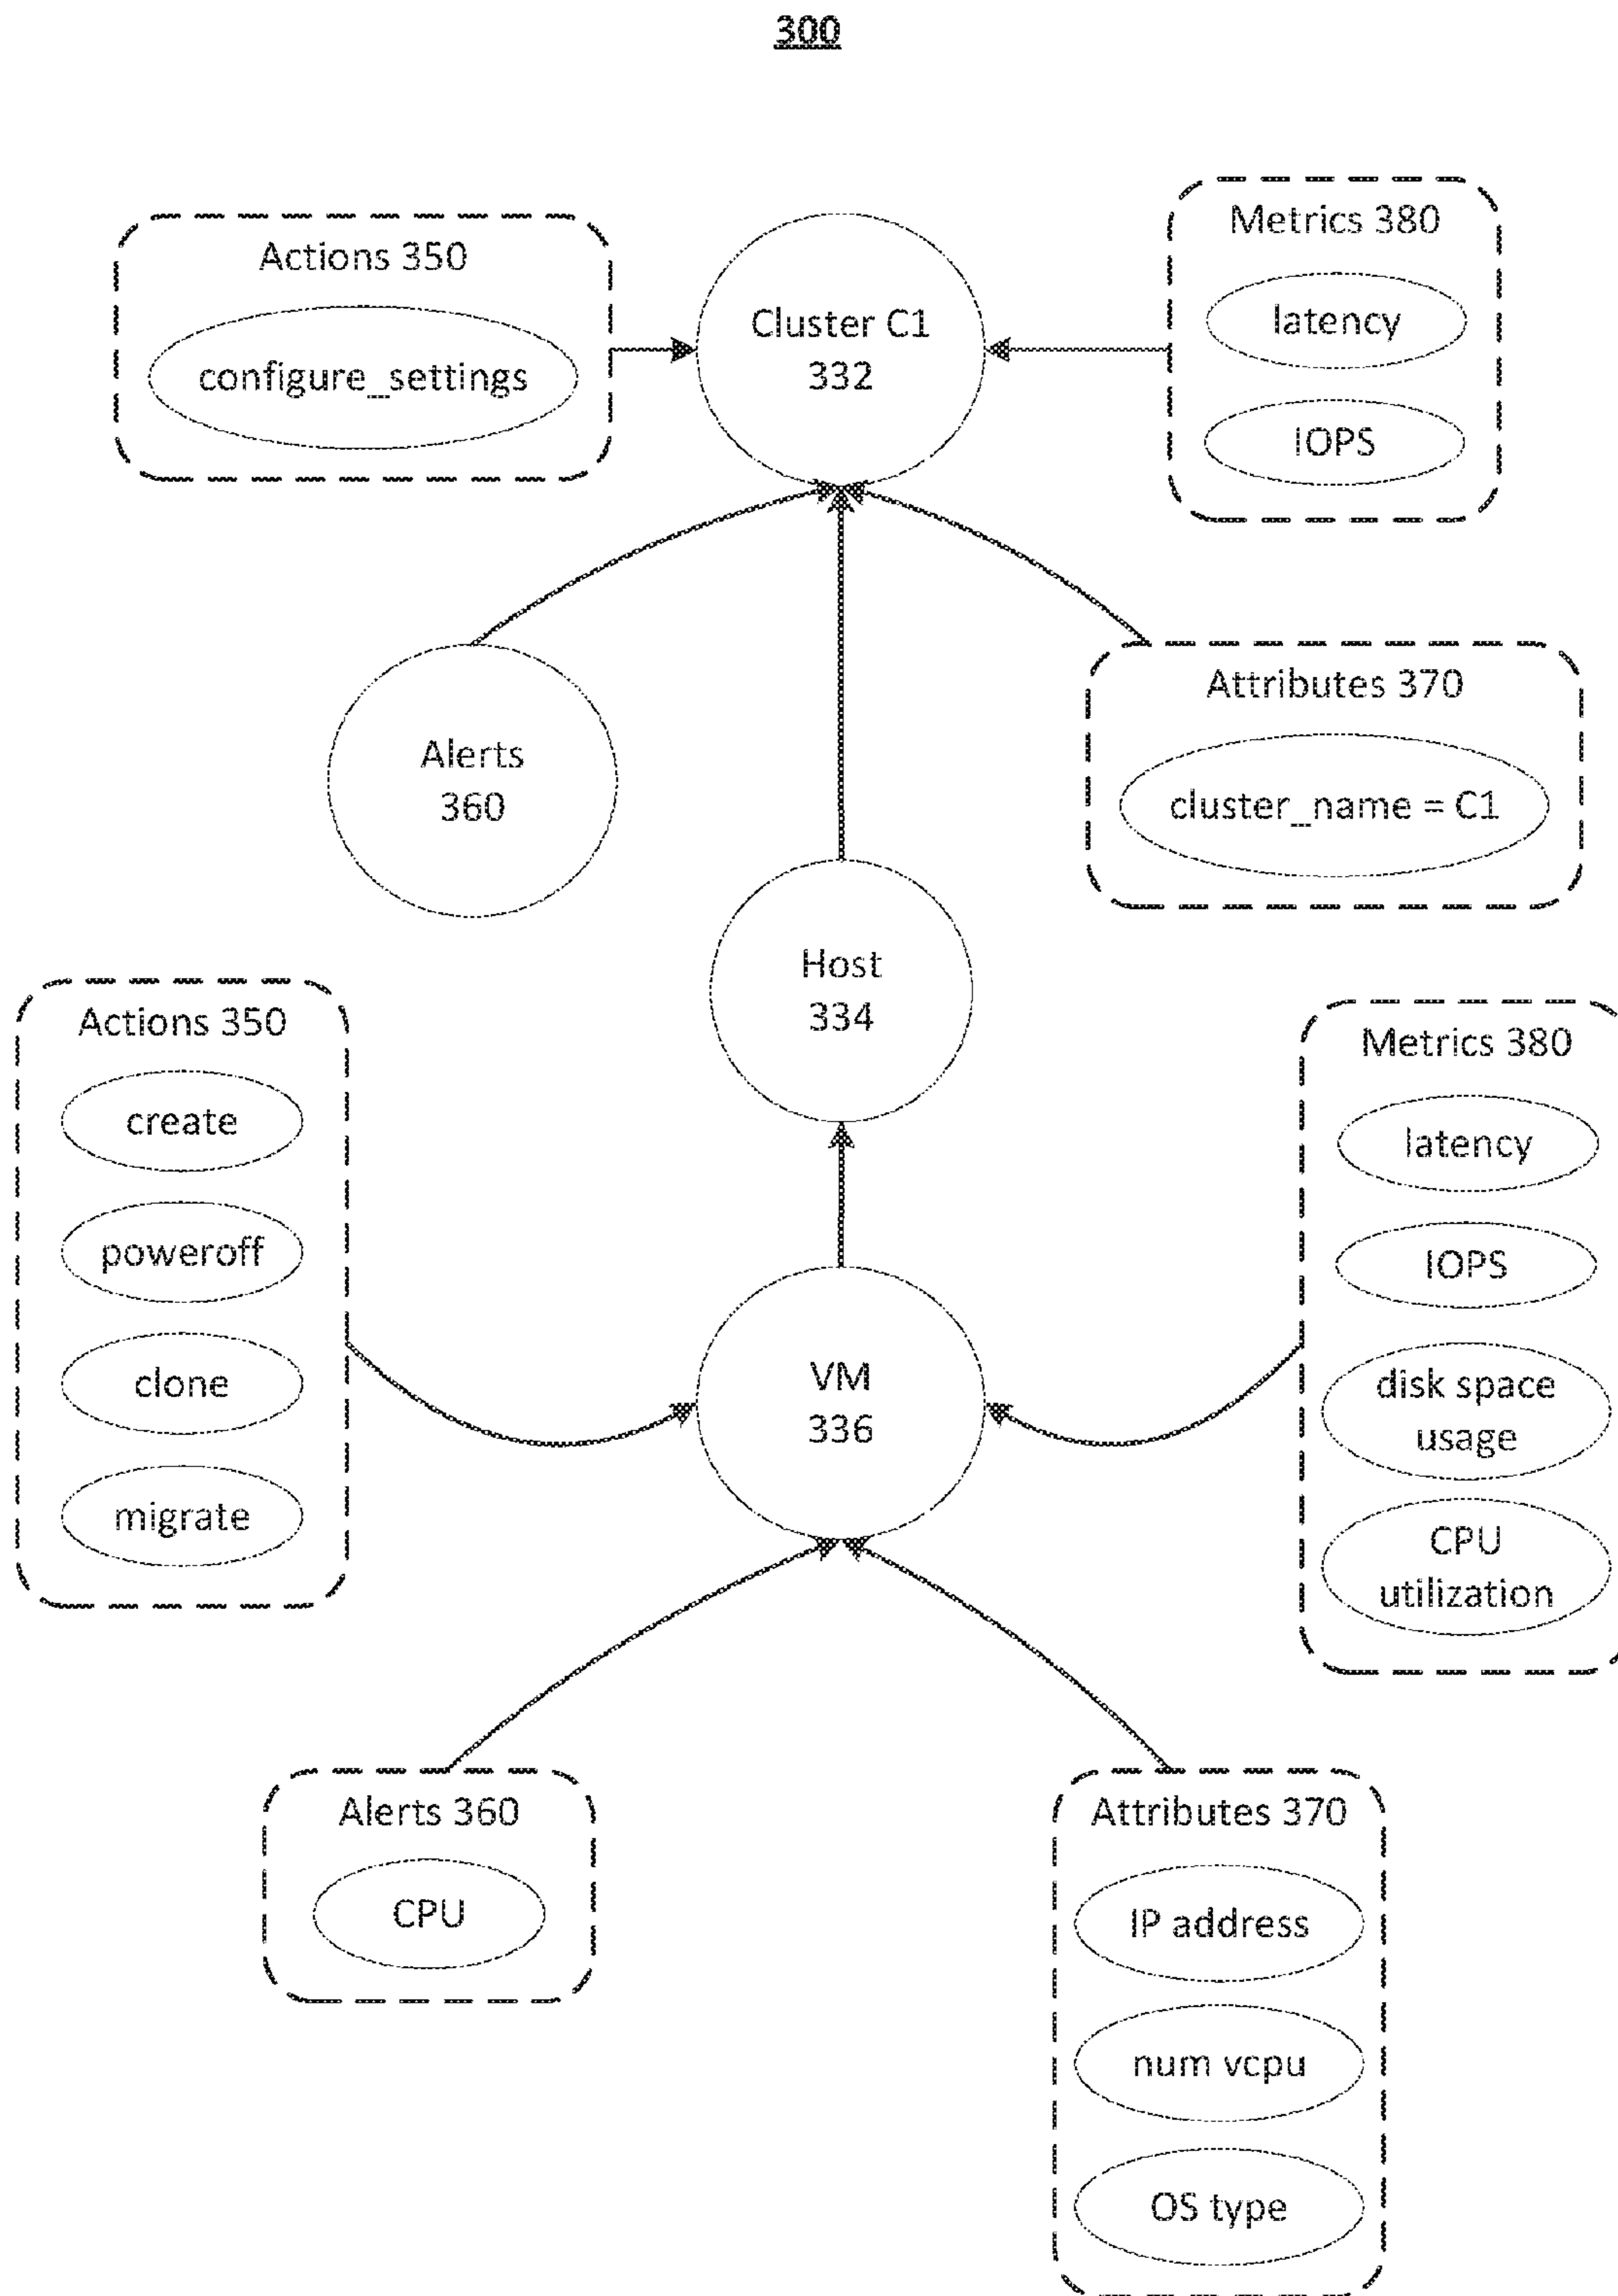 300
Actions 350
configure_settings
Cluster C1
332
Metrics 380
latency
IOPS
Alerts
360
Attributes 370
cluster_name = C1
Host
334
Actions 350
create
poweroff
clone
migrate
VM
336
Metrics 380
latency
IOPS
disk space
usage
CPU
utilization
Alerts 360
CPU
Attributes 370
IP address
num vcpu
OS type